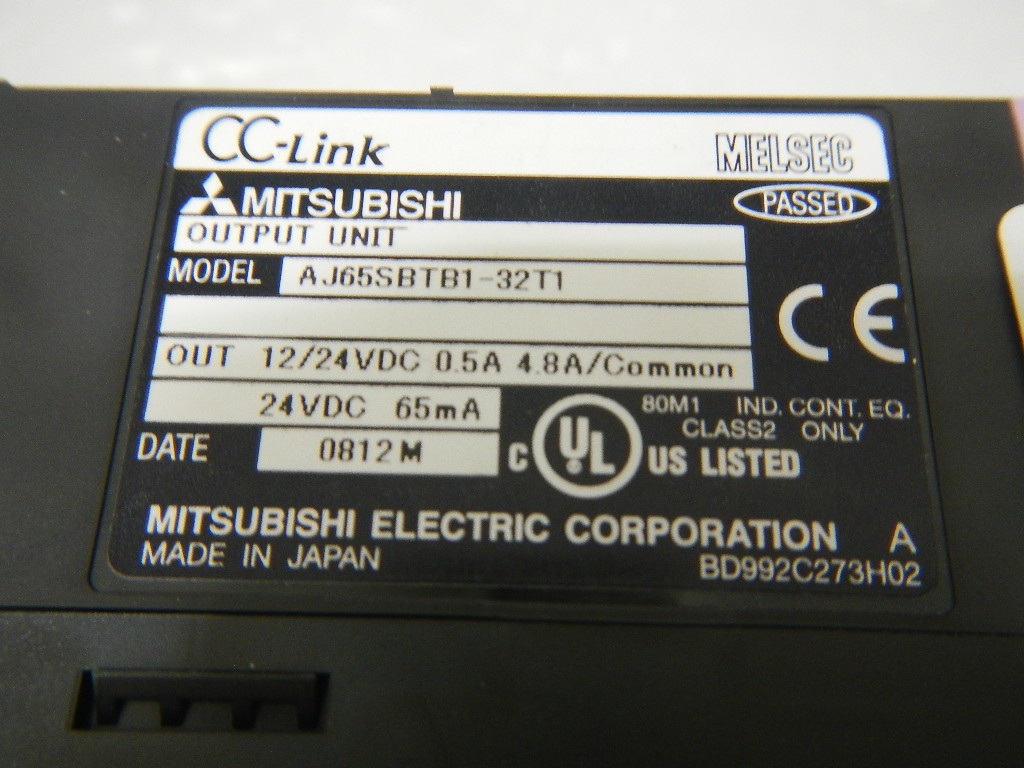 CC-Link MELSEC
MITSUBISHI PASSED
OUTPUT UNIT
MODEL AJ65SBTB1-32T1
CE
OUT 12/24VDC 0.5A 4.8A/Common
24VDC 65mA
80M1 IND. CONT. EQ.
CLASS2 ONLY
DATE 0812M
C UL US LISTED
MITSUBISHI ELECTRIC CORPORATION A
MADE IN JAPAN BD992C273H02